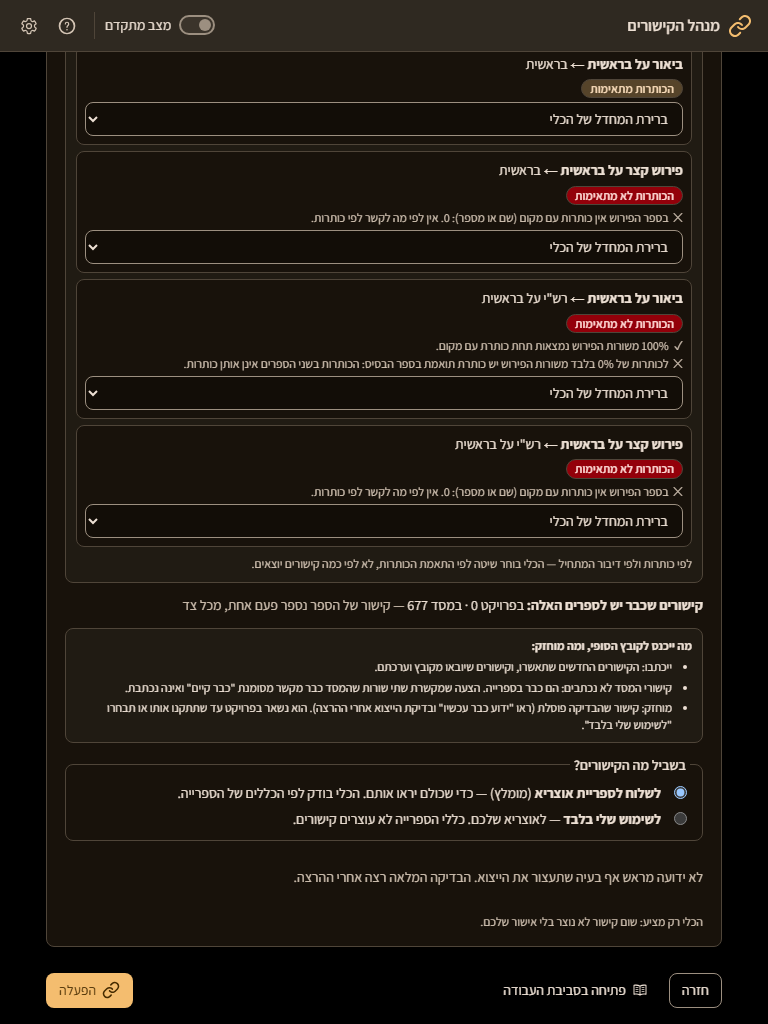 מנהל הקישורים
מצב מתקדם
ביאור על בראשית ← בראשית
הכותרות מתאימות
ברירת המחדל של הכלי
פירוש קצר על בראשית ← בראשית
הכותרות לא מתאימות
✕ בספר הפירוש אין כותרות עם מקום (שם או מספר): 0. אין לפי מה לקשר לפי כותרות.
ברירת המחדל של הכלי
ביאור על בראשית ← רש"י על בראשית
הכותרות לא מתאימות
✓ 100% משורות הפירוש נמצאות תחת כותרת עם מקום.
✕ לכותרות של 0% בלבד משורות הפירוש יש כותרת תואמת בספר הבסיס: הכותרות בשני הספרים אינן אותן כותרות.
ברירת המחדל של הכלי
פירוש קצר על בראשית ← רש"י על בראשית
הכותרות לא מתאימות
✕ בספר הפירוש אין כותרות עם מקום (שם או מספר): 0. אין לפי מה לקשר לפי כותרות.
ברירת המחדל של הכלי
לפי כותרות ולפי דיבור המתחיל — הכלי בוחר שיטה לפי התאמת הכותרות, לא לפי כמה קישורים יוצאים.
קישורים שכבר יש לספרים האלה: בפרויקט 0 · במסד 677 — קישור של הספר נספר פעם אחת, מכל צד
מה ייכנס לקובץ הסופי, ומה מוחזק:
• ייכתבו: הקישורים החדשים שתאשרו, וקישורים שיובאו מקובץ וערכתם.
• קישורי המסד לא נכתבים: הם כבר בספרייה. הצעה שמקשרת שתי שורות שהמסד כבר מקשר מסומנת "כבר קיים" ואינה נכתבת.
• מוחזק: קישור שהבדיקה פוסלת (ראו "ידוע כבר עכשיו" ובדיקת הייצוא אחרי ההרצה). הוא נשאר בפרויקט עד שתתקנו אותו או תבחרו
"לשימוש שלי בלבד".
בשביל מה הקישורים?
לשלוח לספריית אוצריא (מומלץ) — כדי שכולם יראו אותם. הכלי בודק לפי הכללים של הספרייה.
לשימוש שלי בלבד — לאוצריא שלכם. כללי הספרייה לא עוצרים קישורים.
לא ידועה מראש אף בעיה שתעצור את הייצוא. הבדיקה המלאה רצה אחרי ההרצה.
הכלי רק מציע: שום קישור לא נוצר בלי אישור שלכם.
חזרה
פתיחה בסביבת העבודה
הפעלה